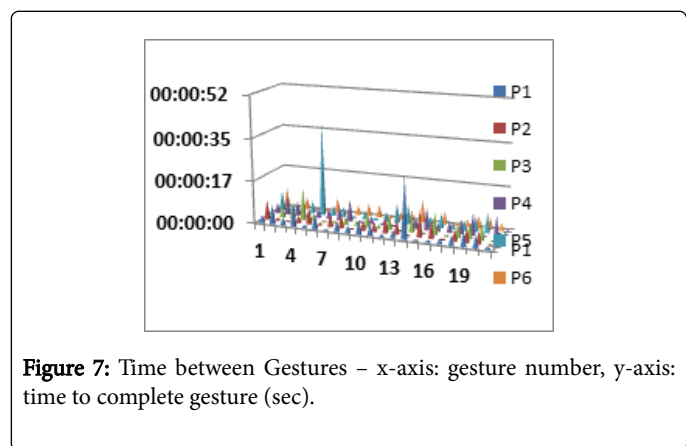 00:00:52
00:00:35
00:00:17
00:00:00
1 4 7 10 13 16 19
P1
P2
P3
P4
P5
P1
P6
Figure 7: Time between Gestures – x-axis: gesture number, y-axis:
time to complete gesture (sec).